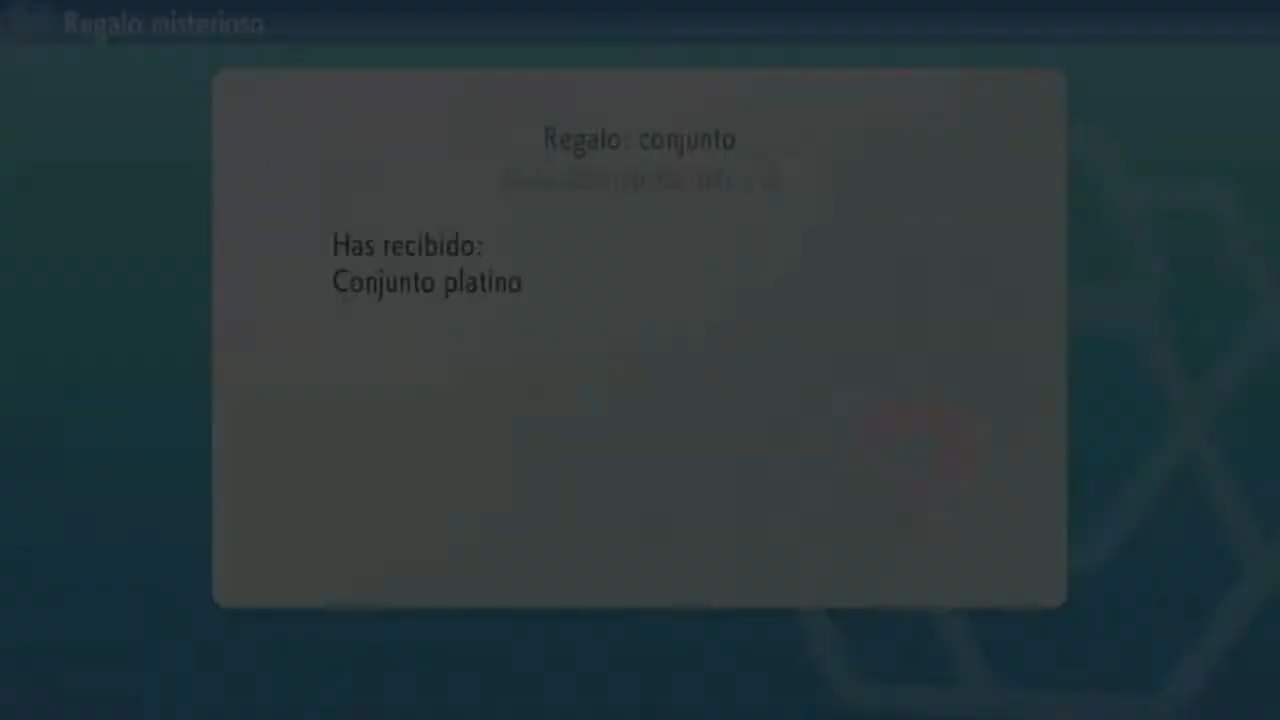 Regalo misterioso
Regalo: conjunto
Has recibido:
Conjunto platino